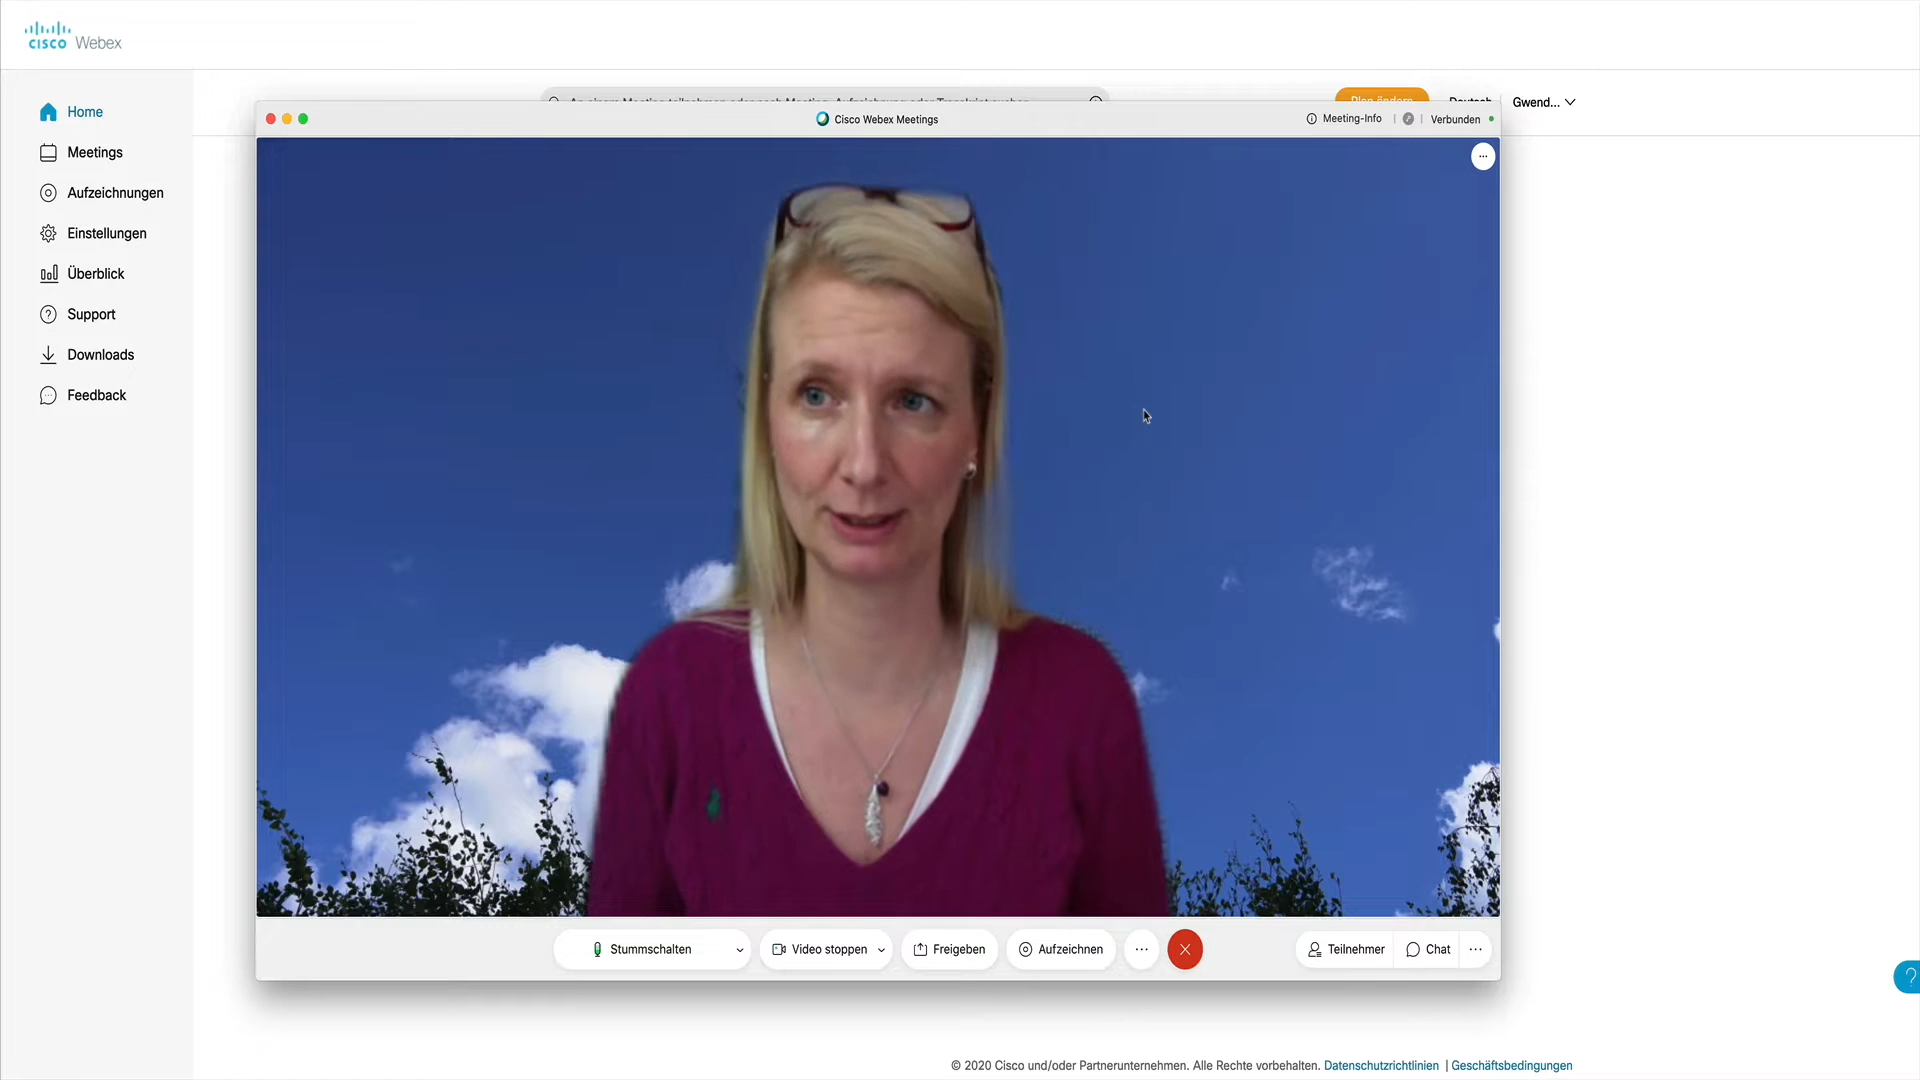 CISCO Webex
Home
Meetings
Aufzeichnungen
Einstellungen
Überblick
Support
Downloads
Feedback
Deutsch
Gwend...
Cisco Webex Meetings
Meeting-Info
Verbunden
Stummschalten
Video stoppen
Freigeben
Aufzeichnen
Teilnehmer
Chat
© 2020 Cisco und/oder Partnerunternehmen. Alle Rechte vorbehalten. Datenschutzrichtlinien | Geschäftsbedingungen